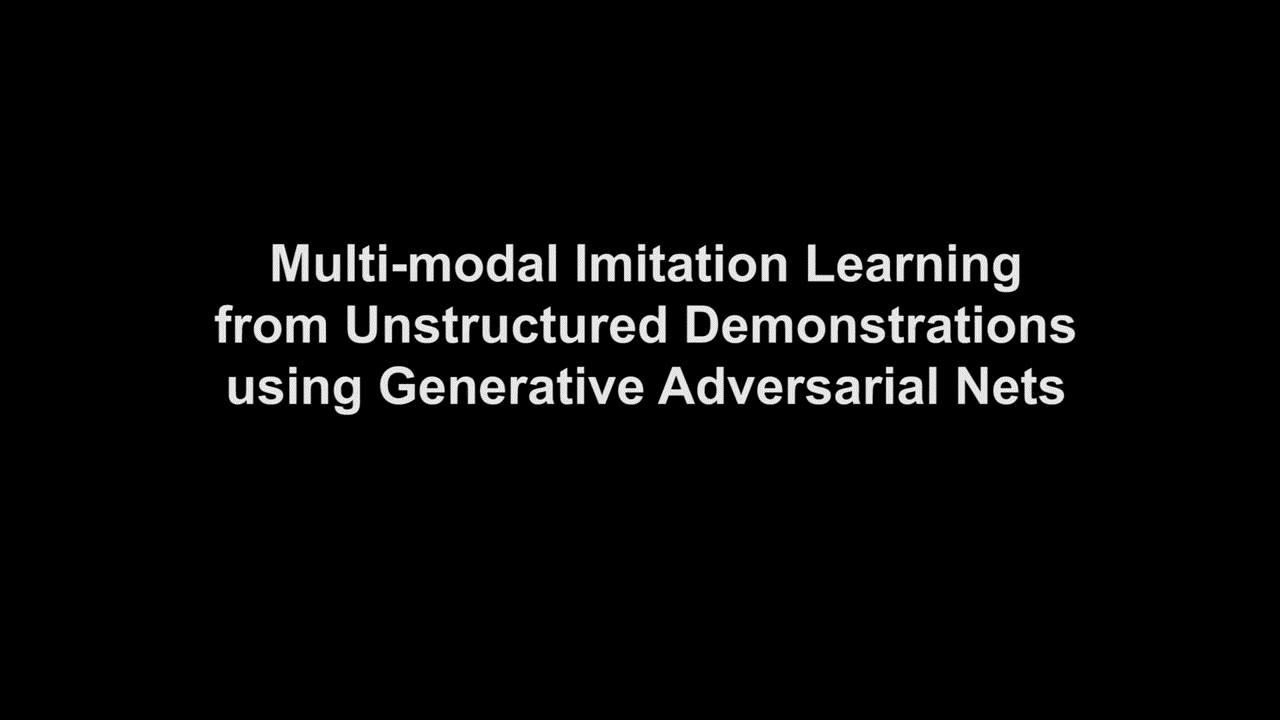 Multi-modal Imitation Learning
from Unstructured Demonstrations
using Generative Adversarial Nets